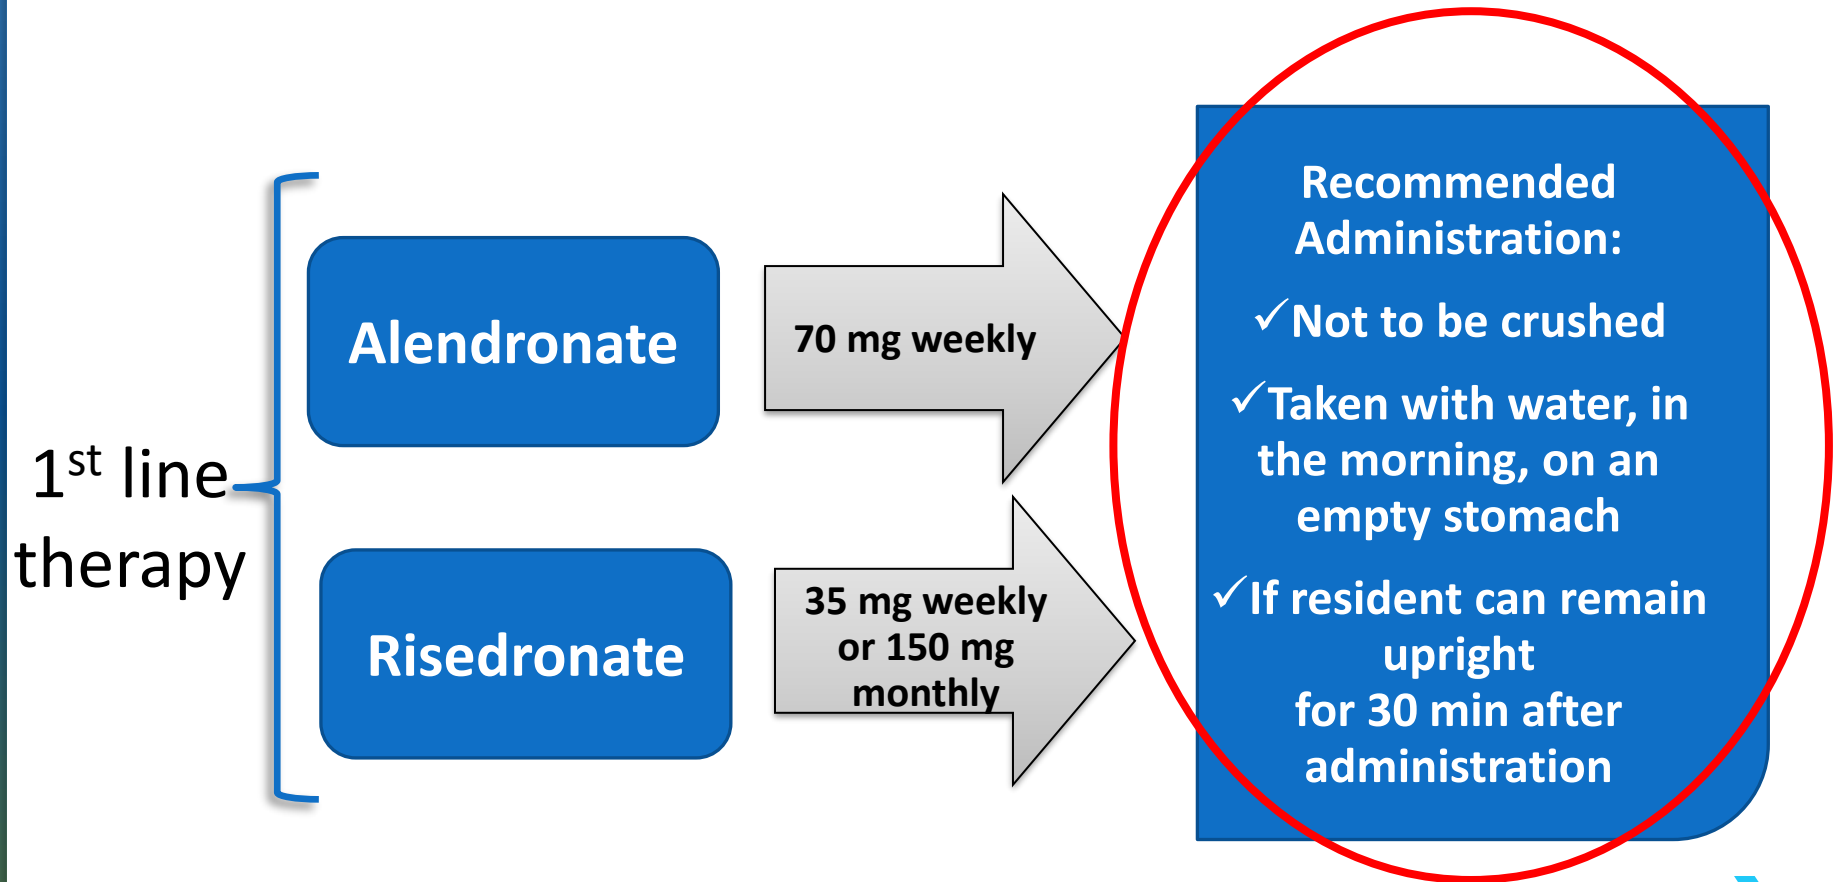 1st line
therapy
Alendronate
70 mg weekly
Risedronate
35 mg weekly
or 150 mg
monthly
Recommended
Administration:
✓Not to be crushed
✓Taken with water, in
the morning, on an
empty stomach
✓If resident can remain
upright
for 30 min after
administration